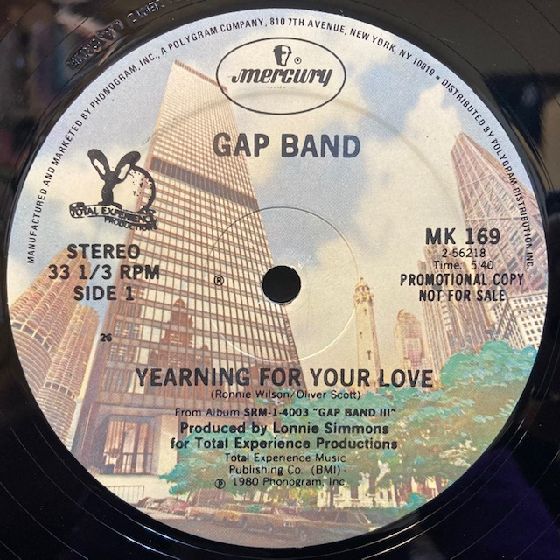 MANUFACTURED AND MARKETED BY PHONOGRAM, INC., A POLYGRAM COMPANY, 810 7TH AVENUE, NEW YORK, NY 10019 • DISTRIBUTED BY POLYGRAM DISTRIBUTION, INC.
mercury
GAP BAND
TOTAL EXPERIENCE
PRODUCTIONS
STEREO
33 1/3 RPM
SIDE 1
MK 169
2-56218
Time: 5:40
PROMOTIONAL COPY
NOT FOR SALE
®
26
YEARNING FOR YOUR LOVE
(Ronnie Wilson/Oliver Scott)
From Album SRM-1-4003 "GAP BAND III"
Produced by Lonnie Simmons
for Total Experience Productions
Total Experience Music
Publishing Co. (BMI)
℗ 1980 Phonogram, Inc.